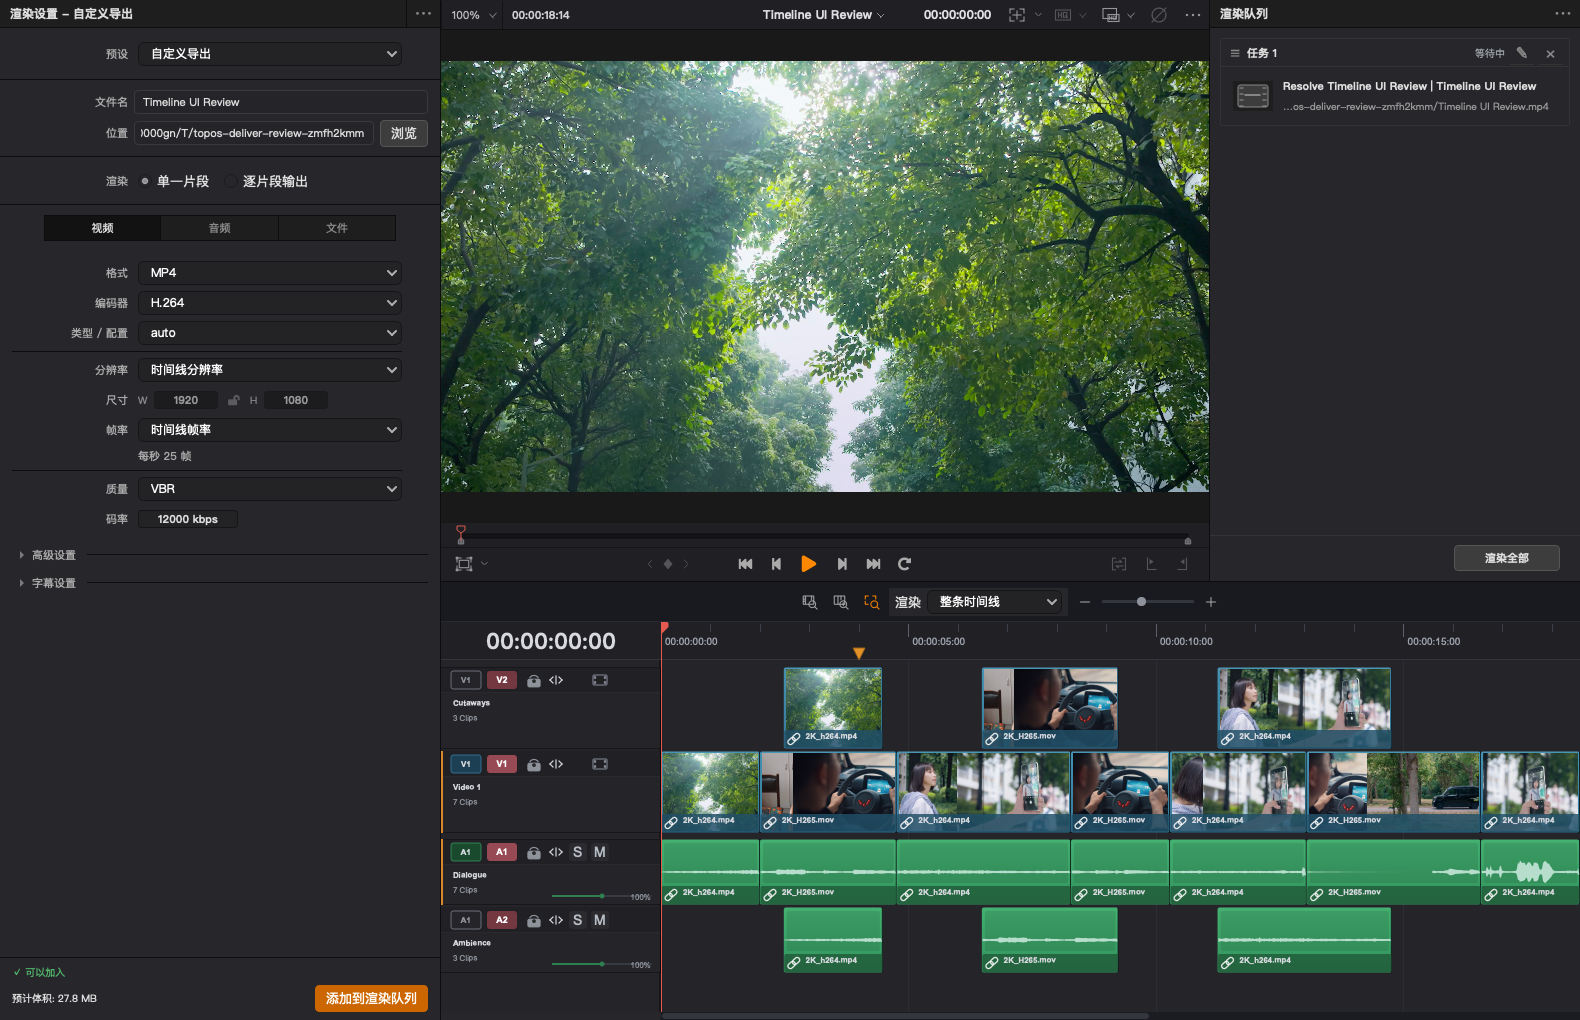 渲染设置 – 自定义导出
预设 自定义导出
文件名 Timeline UI Review
位置 )000gn/T/topos-deliver-review-zmfh2kmm 浏览
渲染 单一片段 逐片段输出
视频 音频 文件
格式 MP4
编码器 H.264
类型 / 配置 auto
分辨率 时间线分辨率
尺寸 W 1920 H 1080
帧率 时间线帧率
每秒 25 帧
质量 VBR
码率 12000 kbps
高级设置
字幕设置
✓ 可以加入
预计体积: 27.8 MB 添加到渲染队列
100% 00:00:18:14 Timeline UI Review 00:00:00:00 HQ
渲染队列
任务 1 等待中
Resolve Timeline UI Review | Timeline UI Review
...os-deliver-review-zmfh2kmm/Timeline UI Review.mp4
渲染全部
渲染 整条时间线
00:00:00:00
00:00:00:00 00:00:05:00 00:00:10:00 00:00:15:00
V1 V2
Cutaways
3 Clips
2K_h264.mp4 2K_H265.mov 2K_h264.mp4
V1 V1
Video 1
7 Clips
2K_h264.mp4 2K_H265.mov 2K_h264.mp4 2K_H265.mov 2K_h264.mp4 2K_H265.mov 2K_h264.mp4
A1 A1 S M
Dialogue
7 Clips 100%
2K_h264.mp4 2K_H265.mov 2K_h264.mp4 2K_H265.mov 2K_h264.mp4 2K_H265.mov 2K_h264.mp4
A1 A2 S M
Ambience
3 Clips 100%
2K_h264.mp4 2K_H265.mov 2K_h264.mp4